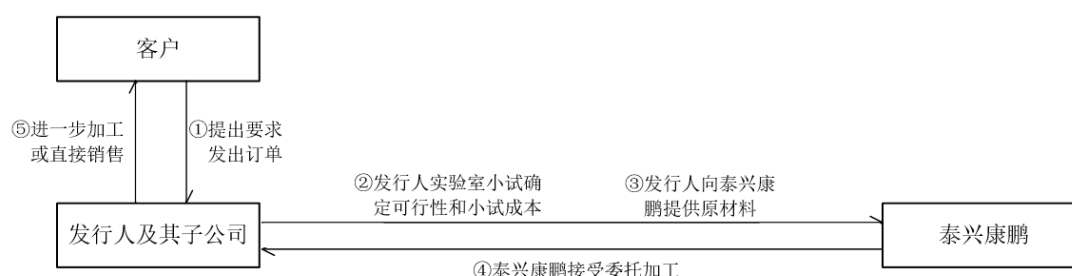 客户
⑤进一步加工
或直接销售
①提出要求
发出订单
②发行人实验室小试确
定可行性和小试成本
③发行人向泰兴康
鹏提供原材料
发行人及其子公司
泰兴康鹏
④泰兴康鹏接受委托加工